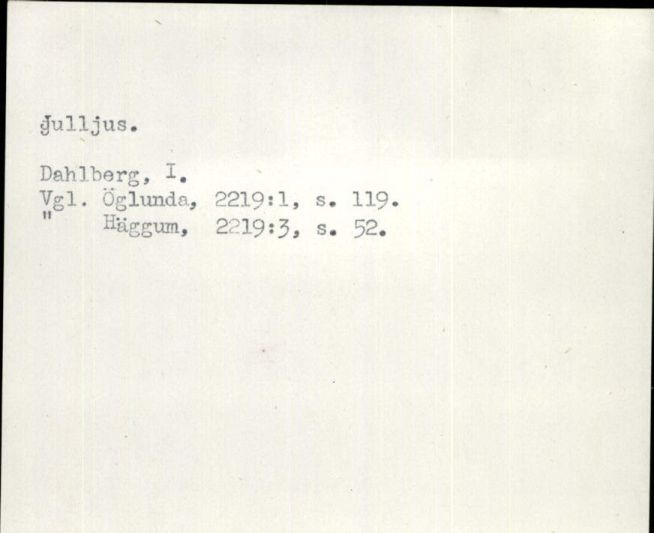 Julljus.
Dahlberg, I.
Vgl. Öglunda, 2219:1, s. 119.
" Häggum, 2219:3, s. 52.